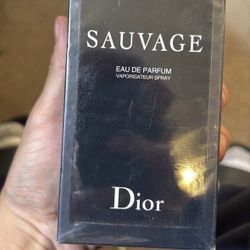 SAUVAGE
EAU DE PARFUM
VAPORISATEUR SPRAY
Dior